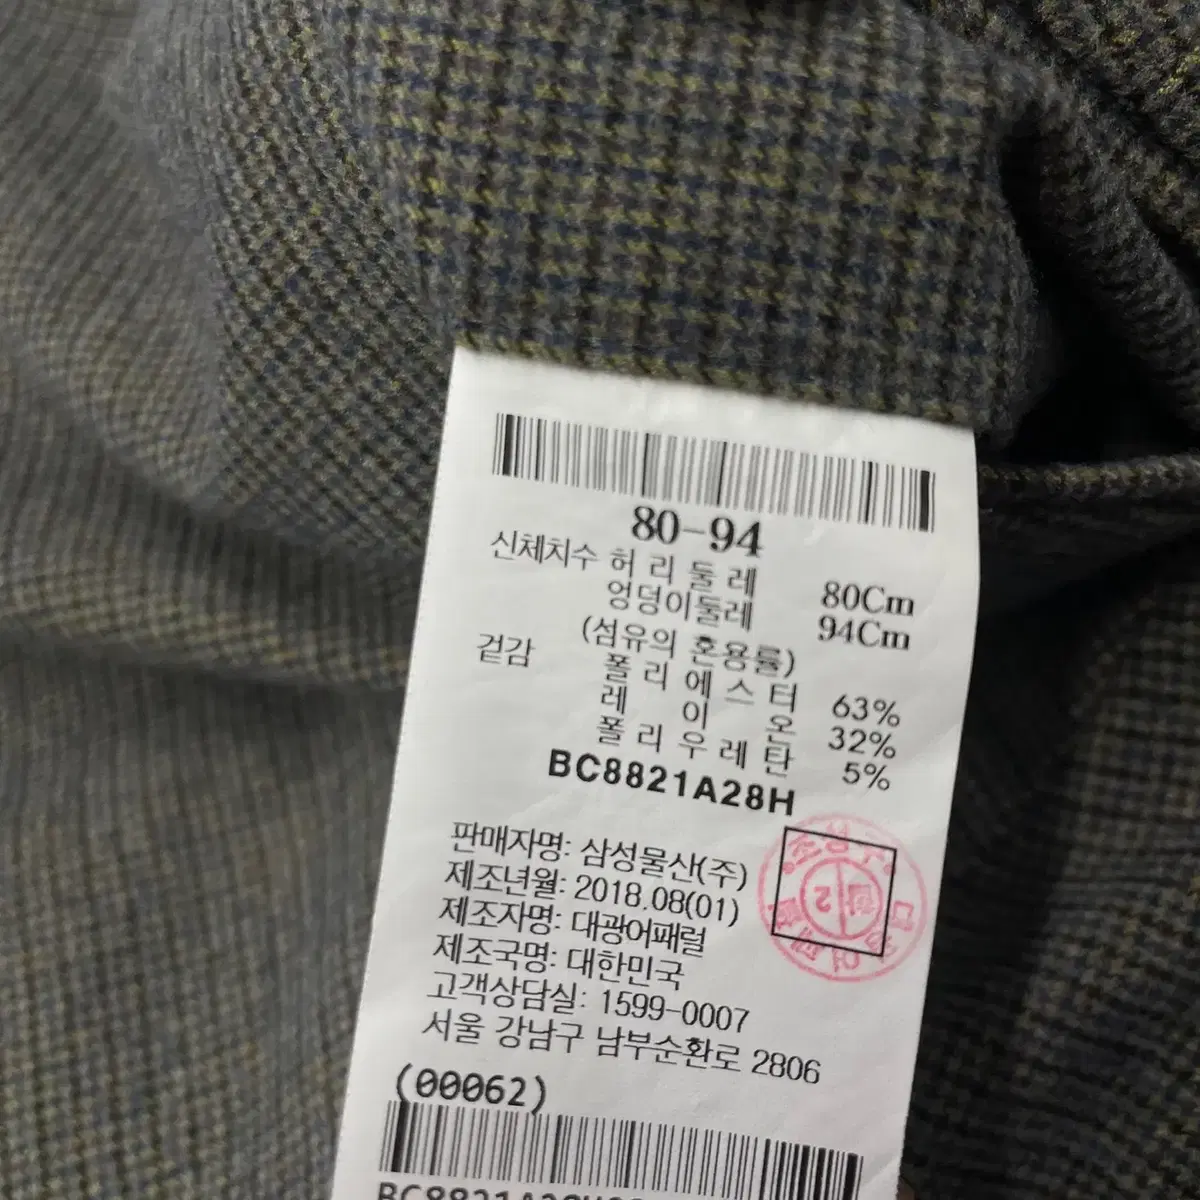 80-94
신체치수 허 리 둘 레 80Cm
엉덩이둘레 94Cm
(섬유의 혼용률)
겉감 폴 리 에 스 터 63%
레 이 온 32%
폴 리 우 레 탄 5%
BC8821A28H
판매자명: 삼성물산(주)
제조년월: 2018.08(01)
제조자명: 대광어패럴
제조국명: 대한민국
고객상담실: 1599-0007
서울 강남구 남부순환로 2806
(00062)